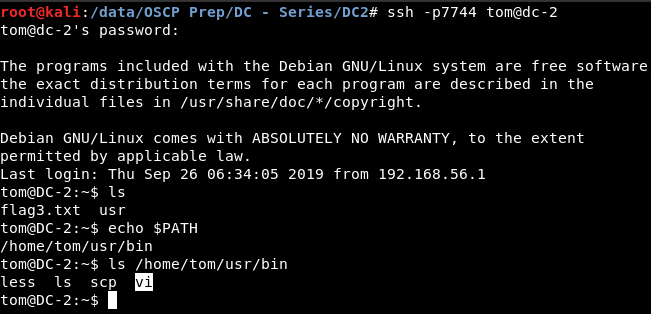 root@kali:/data/OSCP Prep/DC - Series/DC2# ssh -p7744 tom@dc-2
tom@dc-2's password:
The programs included with the Debian GNU/Linux system are free software
the exact distribution terms for each program are described in the
individual files in /usr/share/doc/*/copyright.
Debian GNU/Linux comes with ABSOLUTELY NO WARRANTY, to the extent
permitted by applicable law.
Last login: Thu Sep 26 06:34:05 2019 from 192.168.56.1
tom@DC-2:~$ ls
flag3.txt  usr
tom@DC-2:~$ echo $PATH
/home/tom/usr/bin
tom@DC-2:~$ ls /home/tom/usr/bin
less  ls  scp  vi
tom@DC-2:~$